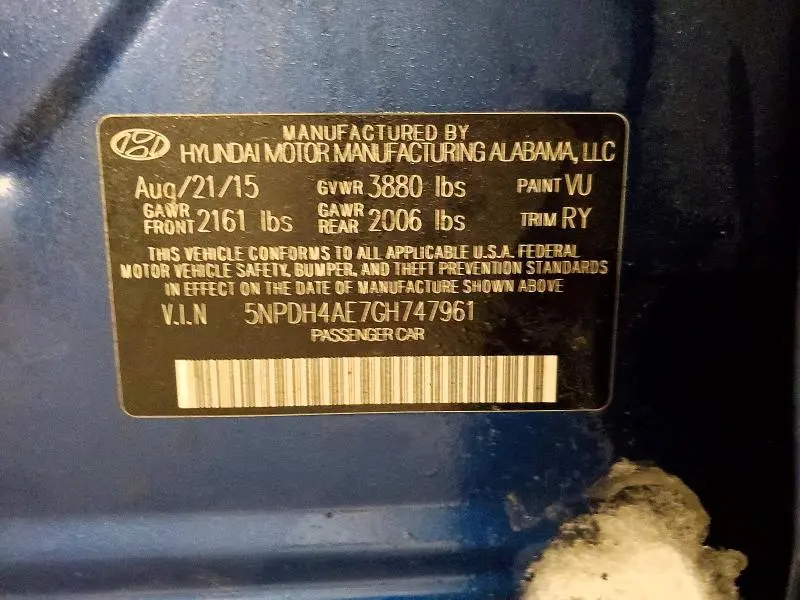 MANUFACTURED BY
HYUNDAI MOTOR MANUFACTURING ALABAMA, LLC
Aug/21/15 GVWR 3880 lbs PAINT VU
GAWR FRONT 2161 lbs GAWR REAR 2006 lbs TRIM RY
THIS VEHICLE CONFORMS TO ALL APPLICABLE U.S.A. FEDERAL
MOTOR VEHICLE SAFETY, BUMPER, AND THEFT PREVENTION STANDARDS
IN EFFECT ON THE DATE OF MANUFACTURE SHOWN ABOVE
V.I.N 5NPDH4AE7GH747961
PASSENGER CAR